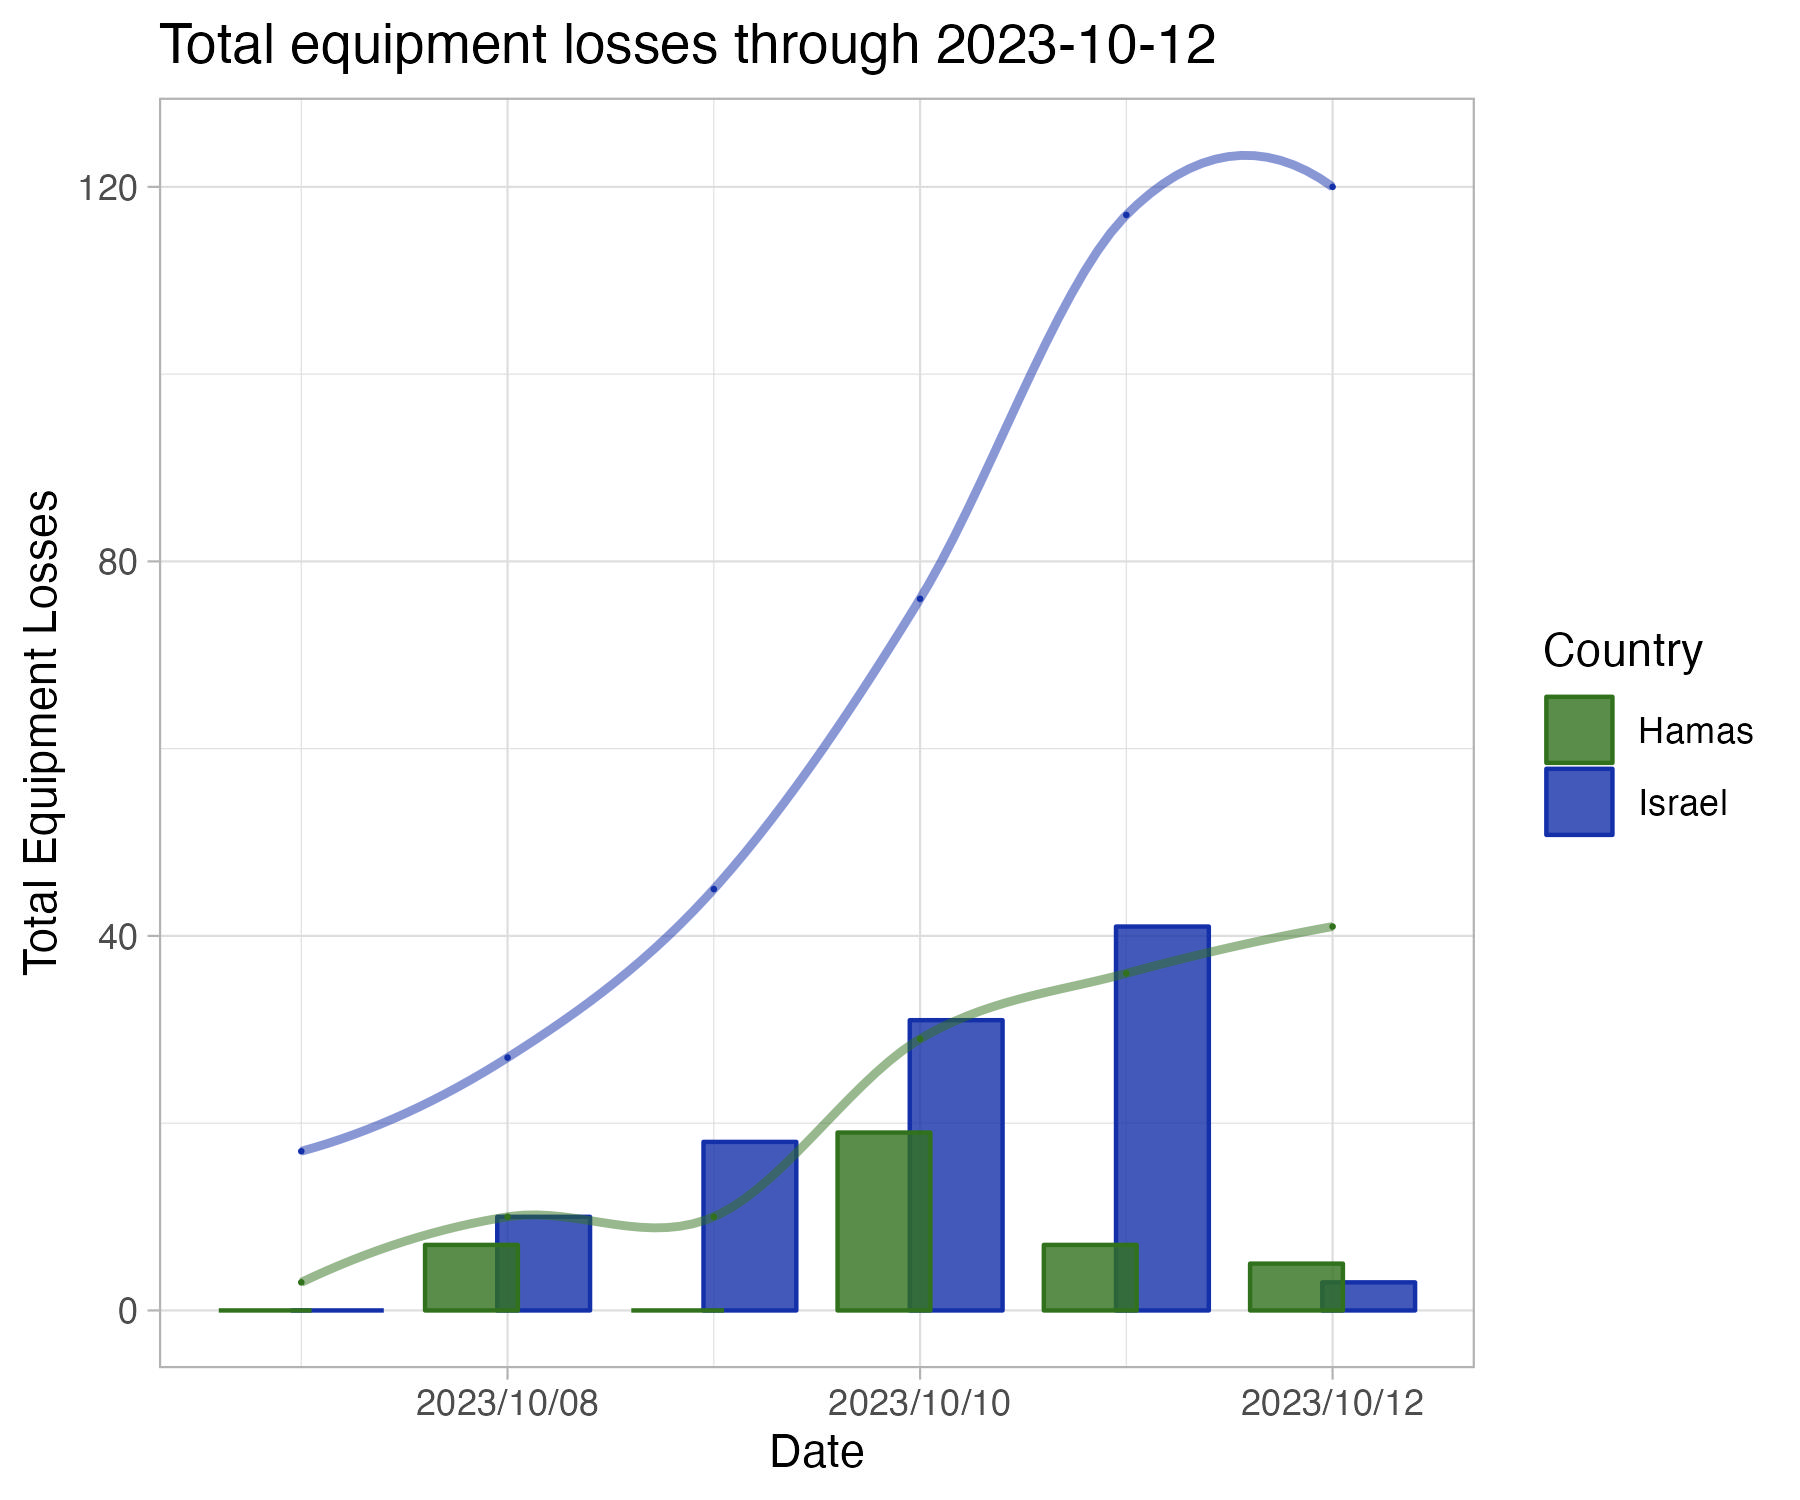 Total equipment losses through 2023-10-12
Total Equipment Losses
120
80
40
0
2023/10/08
2023/10/10
2023/10/12
Date
Country
Hamas
Israel